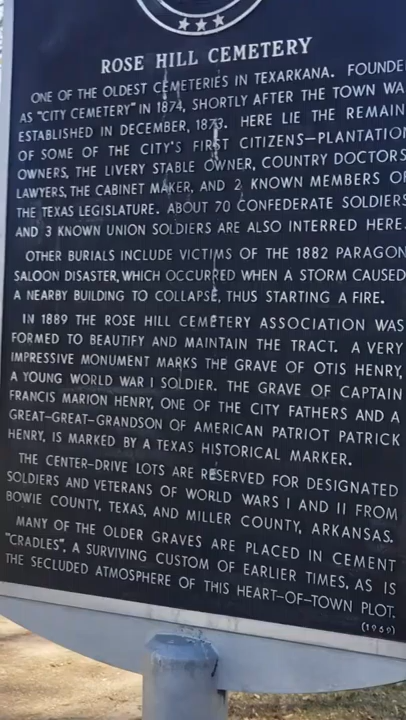 ROSE HILL CEMETERY
ONE OF THE OLDEST CEMETERIES IN TEXARKANA. FOUNDE
AS "CITY CEMETERY" IN 1874, SHORTLY AFTER THE TOWN WA
ESTABLISHED IN DECEMBER, 1873. HERE LIE THE REMAIN
OF SOME OF THE CITY'S FIRST CITIZENS—PLANTATION
OWNERS, THE LIVERY STABLE OWNER, COUNTRY DOCTORS
LAWYERS, THE CABINET MAKER, AND 2 KNOWN MEMBERS OF
THE TEXAS LEGISLATURE. ABOUT 70 CONFEDERATE SOLDIERS
AND 3 KNOWN UNION SOLDIERS ARE ALSO INTERRED HERE.
OTHER BURIALS INCLUDE VICTIMS OF THE 1882 PARAGON
SALOON DISASTER, WHICH OCCURRED WHEN A STORM CAUSED
A NEARBY BUILDING TO COLLAPSE, THUS STARTING A FIRE.
IN 1889 THE ROSE HILL CEMETERY ASSOCIATION WAS
FORMED TO BEAUTIFY AND MAINTAIN THE TRACT. A VERY
IMPRESSIVE MONUMENT MARKS THE GRAVE OF OTIS HENRY,
A YOUNG WORLD WAR I SOLDIER. THE GRAVE OF CAPTAIN
FRANCIS MARION HENRY, ONE OF THE CITY FATHERS AND A
GREAT-GREAT-GRANDSON OF AMERICAN PATRIOT PATRICK
HENRY, IS MARKED BY A TEXAS HISTORICAL MARKER.
THE CENTER-DRIVE LOTS ARE RESERVED FOR DESIGNATED
SOLDIERS AND VETERANS OF WORLD WARS I AND II FROM
BOWIE COUNTY, TEXAS, AND MILLER COUNTY, ARKANSAS.
MANY OF THE OLDER GRAVES ARE PLACED IN CEMENT
"CRADLES", A SURVIVING CUSTOM OF EARLIER TIMES, AS IS
THE SECLUDED ATMOSPHERE OF THIS HEART-OF-TOWN PLOT.
(1969)